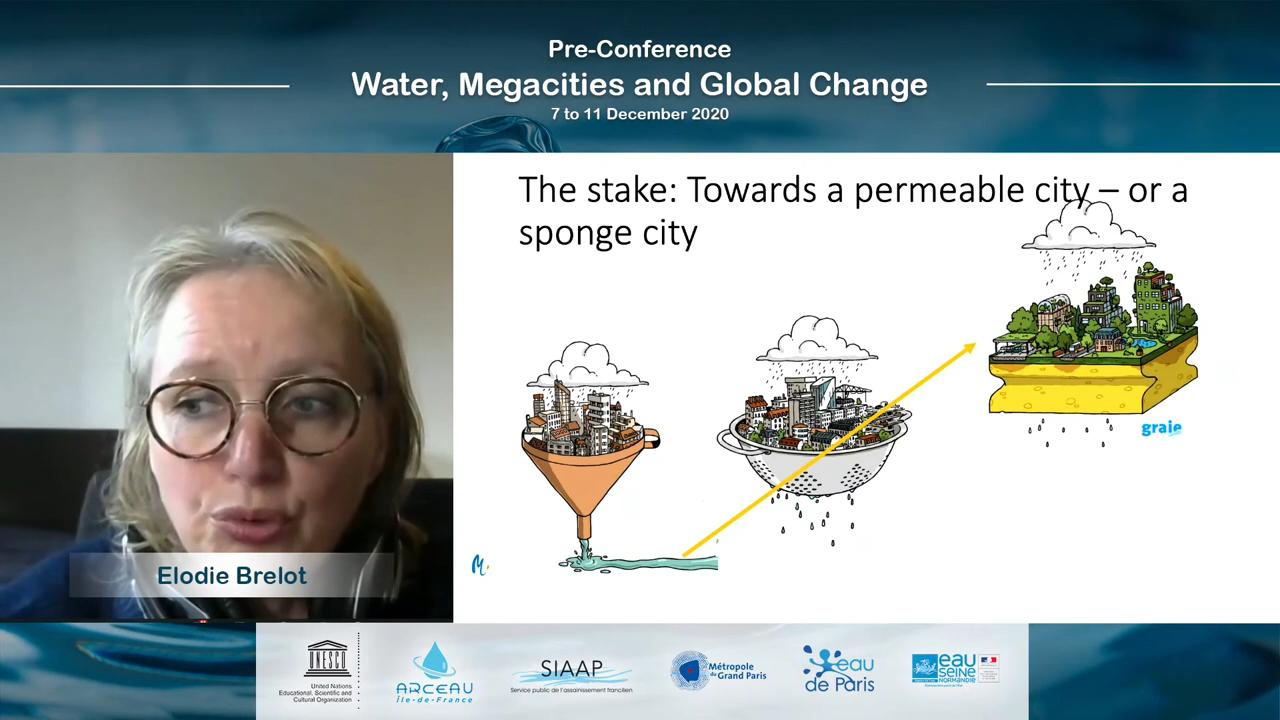 Pre-Conference
Water, Megacities and Global Change
7 to 11 December 2020
The stake: Towards a permeable city – or a
sponge city
graie
Elodie Brelot
UNESCO
United Nations
Educational, Scientific and
Cultural Organization
ARCEAU
Île-de-France
SIAAP
Service public de l'assainissement francilien
Métropole
du Grand Paris
eau
de Paris
eau
SEINE
NORMANDIE